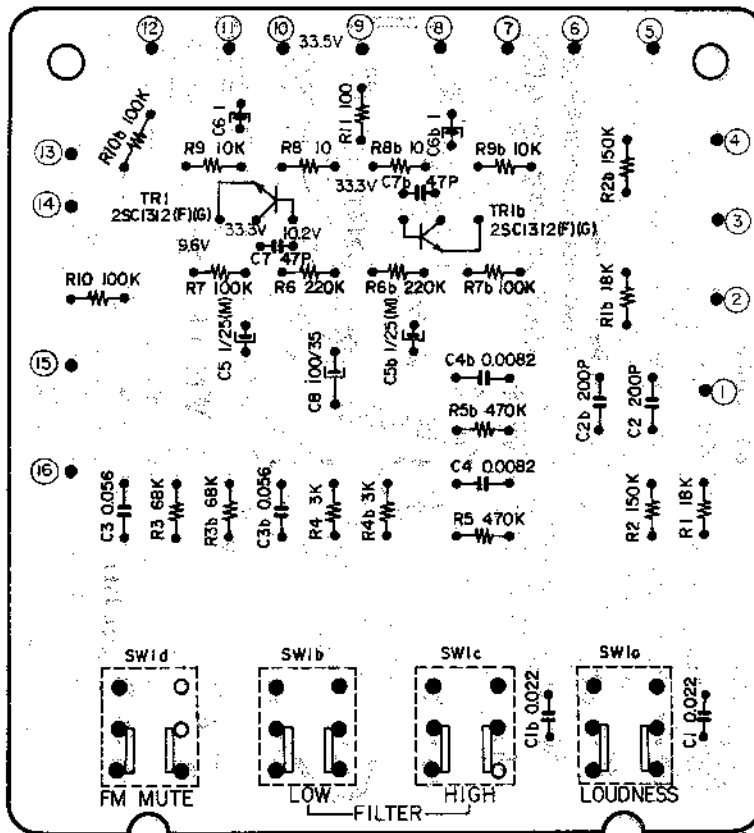 12
11
10
33.5V
9
8
7
6
5
R10b 100K
C6 1
R11 100
C6b 1
13
R9 10K
R8 10
R8b 10
R9b 10K
R2b 150K
4
33.3V
C7b 47P
14
TR1
2SC1312(F)(G)
TR1b
2SC1312(F)(G)
3
33.3V
10.2V
9.6V
C7 47P
R10 100K
R7 100K
R6 220K
R6b 220K
R7b 100K
R1b 18K
2
C5 1/25(M)
C8 100/35
C5b 1/25(M)
15
C4b 0.0082
C2b 200P
C2 200P
1
R5b 470K
16
C3 0.056
R3 68K
R3b 68K
C3b 0.056
R4 3K
R4b 3K
C4 0.0082
R5 470K
R2 150K
R1 18K
SW1d
SW1b
SW1c
SW1a
C1b 0.022
C1 0.022
FM MUTE
LOW
HIGH
LOUDNESS
FILTER